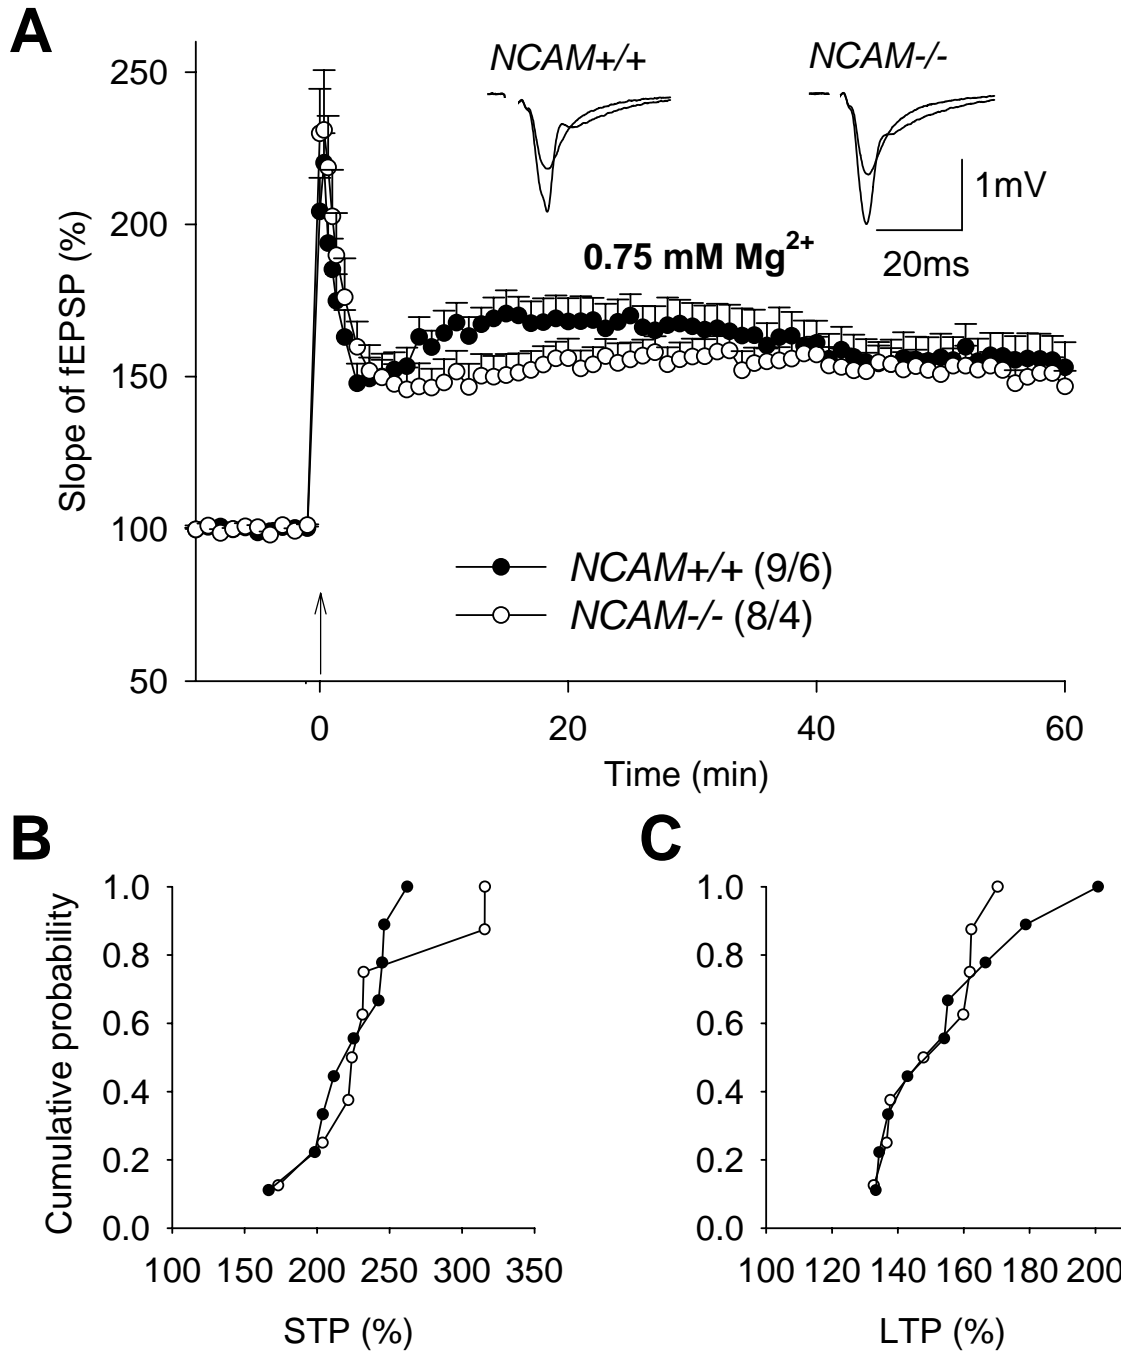 A
NCAM+/+
NCAM-/-
250
200
150
100
50
Slope of fEPSP (%)
1mV
20ms
0.75 mM Mg2+
NCAM+/+ (9/6)
NCAM-/- (8/4)
0 20 40 60
Time (min)
B
1.0
0.8
0.6
0.4
0.2
0.0
Cumulative probability
100 150 200 250 300 350
STP (%)
C
1.0
0.8
0.6
0.4
0.2
0.0
100 120 140 160 180 200
LTP (%)